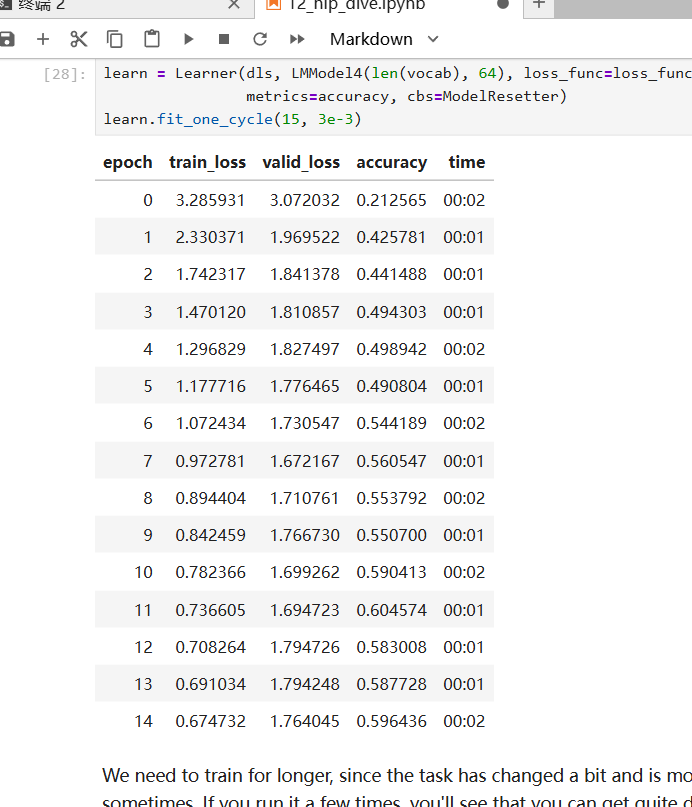 终端 2
12_nlp_dive.ipynb
Markdown
[28]: learn = Learner(dls, LMModel4(len(vocab), 64), loss_func=loss_func
metrics=accuracy, cbs=ModelResetter)
learn.fit_one_cycle(15, 3e-3)
epoch train_loss valid_loss accuracy time
0 3.285931 3.072032 0.212565 00:02
1 2.330371 1.969522 0.425781 00:01
2 1.742317 1.841378 0.441488 00:01
3 1.470120 1.810857 0.494303 00:01
4 1.296829 1.827497 0.498942 00:02
5 1.177716 1.776465 0.490804 00:01
6 1.072434 1.730547 0.544189 00:02
7 0.972781 1.672167 0.560547 00:01
8 0.894404 1.710761 0.553792 00:02
9 0.842459 1.766730 0.550700 00:01
10 0.782366 1.699262 0.590413 00:02
11 0.736605 1.694723 0.604574 00:01
12 0.708264 1.794726 0.583008 00:01
13 0.691034 1.794248 0.587728 00:01
14 0.674732 1.764045 0.596436 00:02
We need to train for longer, since the task has changed a bit and is mo
sometimes. If you run it a few times, you'll see that you can get quite d